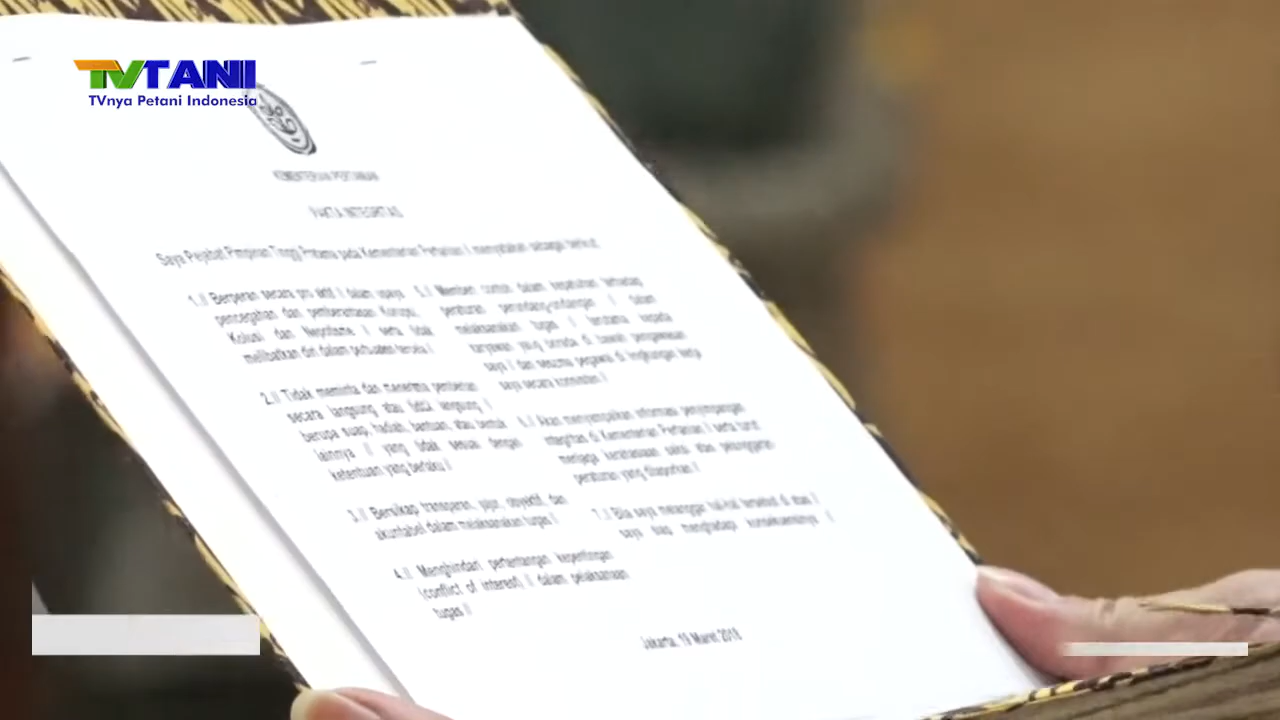 TVTANI
TVnya Petani Indonesia
KEMENTERIAN PERTANIAN
PAKTA INTEGRITAS
Saya Pejabat Pimpinan Tinggi Pratama pada Kementerian Pertanian // menyatakan sebagai berikut
1.// Berperan secara pro aktif // dalam upaya
pencegahan dan pemberantasan Korupsi,
Kolusi dan Nepotisme // serta tidak
melibatkan diri dalam perbuatan tercela //
2.// Tidak meminta dan menerima pemberian
secara langsung atau tidak langsung //
berupa suap, hadiah, bantuan, atau bentuk
lainnya // yang tidak sesuai dengan
ketentuan yang berlaku //
3.// Bersikap transparan, jujur, obyektif, dan
akuntabel dalam melaksanakan tugas //
4.// Menghindari pertentangan kepentingan
(conflict of interest) // dalam pelaksanaan
tugas //
5.// Memberi contoh dalam kepatuhan terhadap
peraturan perundang-undangan // dalam
melaksanakan tugas // terutama kepada
karyawan yang berada di bawah pengawasan
saya // dan sesama pegawai di lingkungan kerja
saya secara konsisten //
6.// Akan menyampaikan informasi penyimpangan
integritas di Kementerian Pertanian // serta turut
menjaga kerahasiaan saksi atas pelanggaran
peraturan yang dilaporkan //
7.// Bila saya melanggar hal-hal tersebut di atas //
saya siap menghadapi konsekuensinya //
Jakarta, 19 Maret 2018